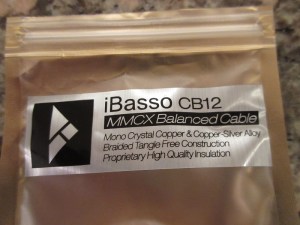 iBasso CB12
MMCX Balanced Cable
Mono Crystal Copper & Copper-Silver Alloy
Braided Tangle Free Construction
Proprietary High Quality Insulation